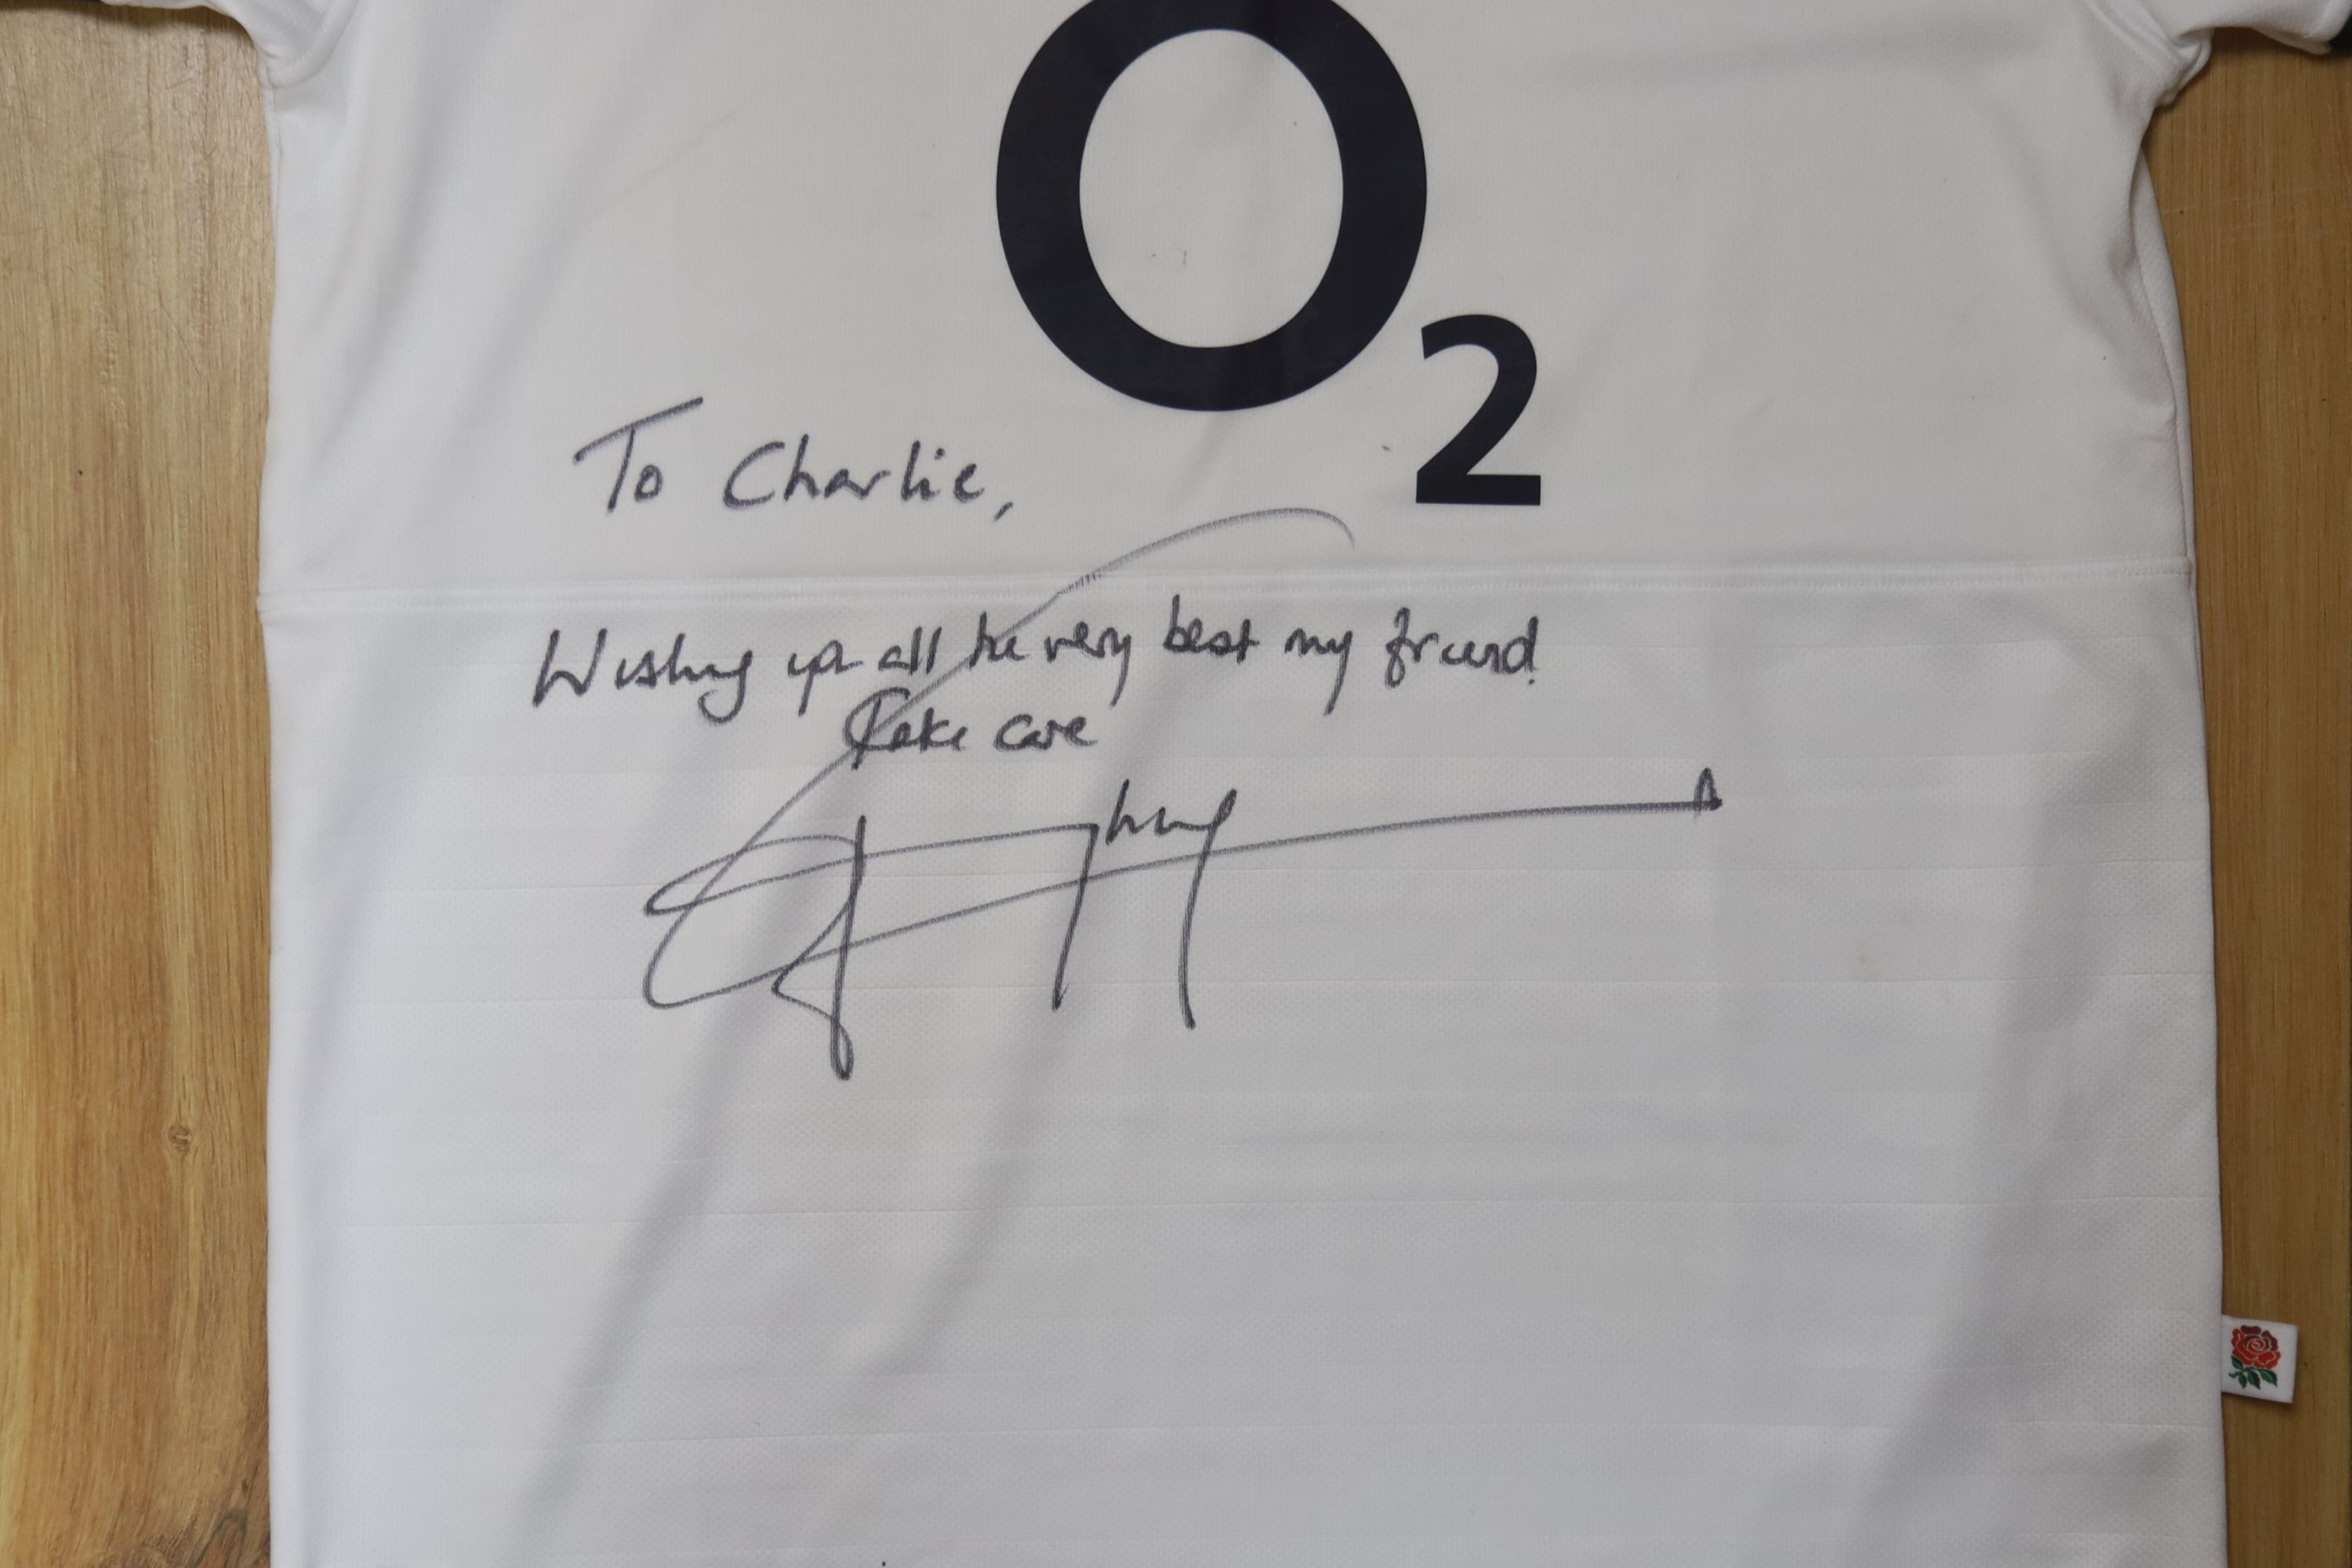 O2
To Charlie,
Wishing you all the very best my friend.
Take care